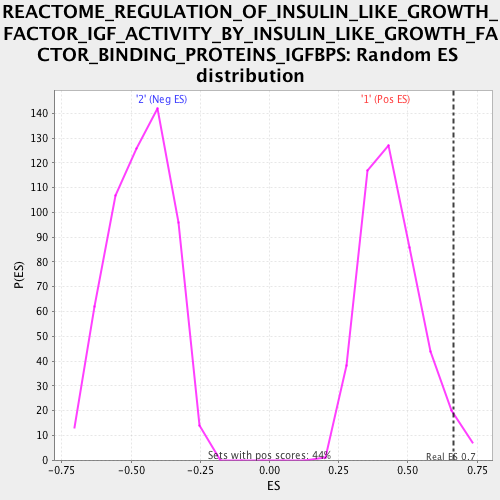 REACTOME_REGULATION_OF_INSULIN_LIKE_GROWTH_
FACTOR_IGF_ACTIVITY_BY_INSULIN_LIKE_GROWTH_FA
CTOR_BINDING_PROTEINS_IGFBPS: Random ES
distribution
'2' (Neg ES) '1' (Pos ES)
140
130
120
110
100
90
80
70
60
50
40
30
20
10
0
P(ES)
Sets with pos scores: 44%
Real ES 0.7
-0.75 -0.50 -0.25 0.00 0.25 0.50 0.75
ES